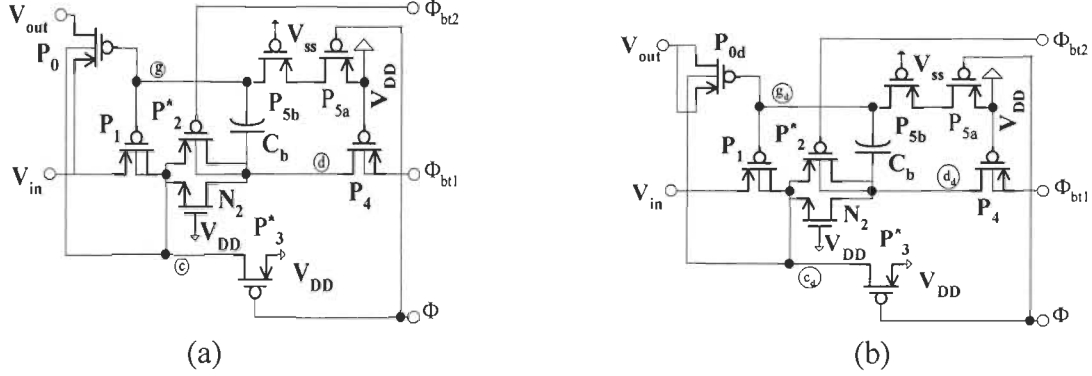 Φbt2
Vout
P0
Vss
g
VDD
P5b
P5a
P1
P*2
Cb
d
Vin
Φbt1
P4
N2
VDD
P*3
c
VDD
Φ
(a)
Φbt2
Vout
P0d
Vss
gd
VDD
P5b
P5a
P1
P*2
Cb
dd
Vin
Φbt1
P4
N2
VDD
P*3
cd
VDD
Φ
(b)